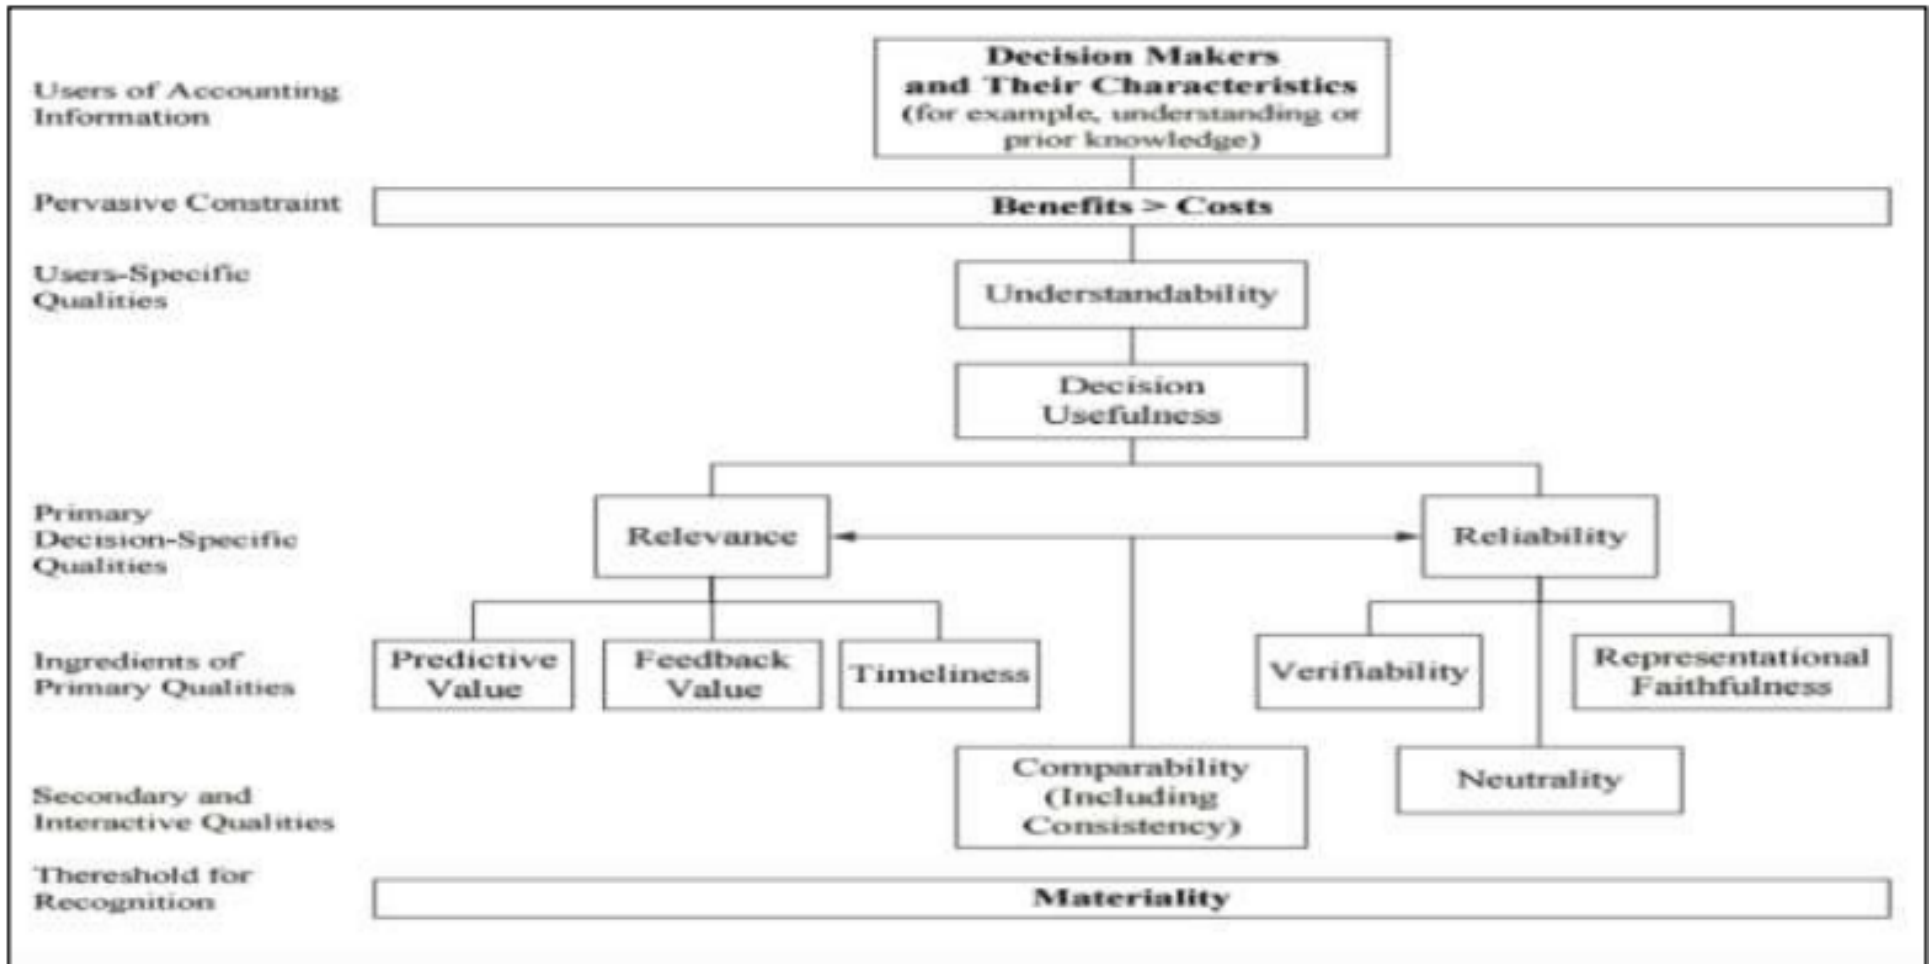 Decision Makers
and Their Characteristics
(for example, understanding or
prior knowledge)
Users of Accounting
Information
Pervasive Constraint
Benefits > Costs
Users-Specific
Qualities
Understandability
Decision
Usefulness
Primary
Decision-Specific
Qualities
Relevance
Reliability
Ingredients of
Primary Qualities
Predictive
Value
Feedback
Value
Timeliness
Verifiability
Representational
Faithfulness
Secondary and
Interactive Qualities
Comparability
(Including
Consistency)
Neutrality
Thereshold for
Recognition
Materiality